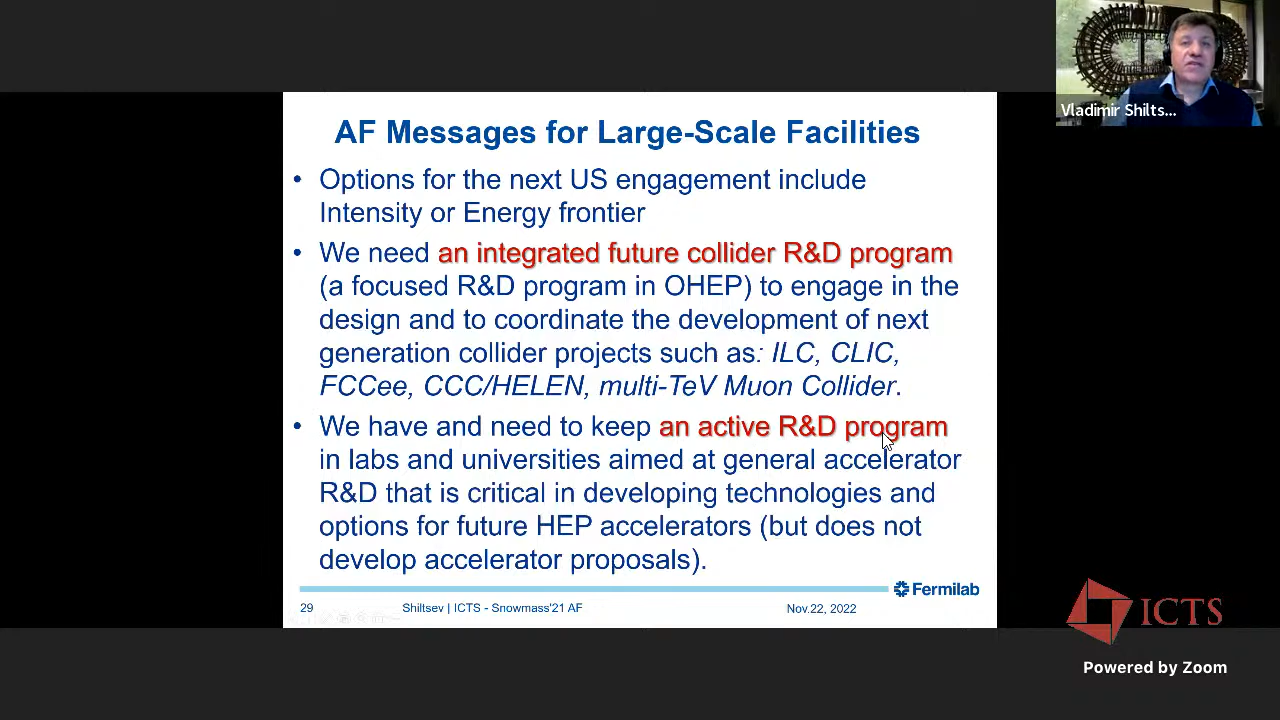 Vladimir Shilts...
AF Messages for Large-Scale Facilities
• Options for the next US engagement include
Intensity or Energy frontier
• We need an integrated future collider R&D program
(a focused R&D program in OHEP) to engage in the
design and to coordinate the development of next
generation collider projects such as: ILC, CLIC,
FCCee, CCC/HELEN, multi-TeV Muon Collider.
• We have and need to keep an active R&D program
in labs and universities aimed at general accelerator
R&D that is critical in developing technologies and
options for future HEP accelerators (but does not
develop accelerator proposals).
Fermilab
29 Shiltsev | ICTS - Snowmass'21 AF Nov.22, 2022
ICTS
Powered by Zoom